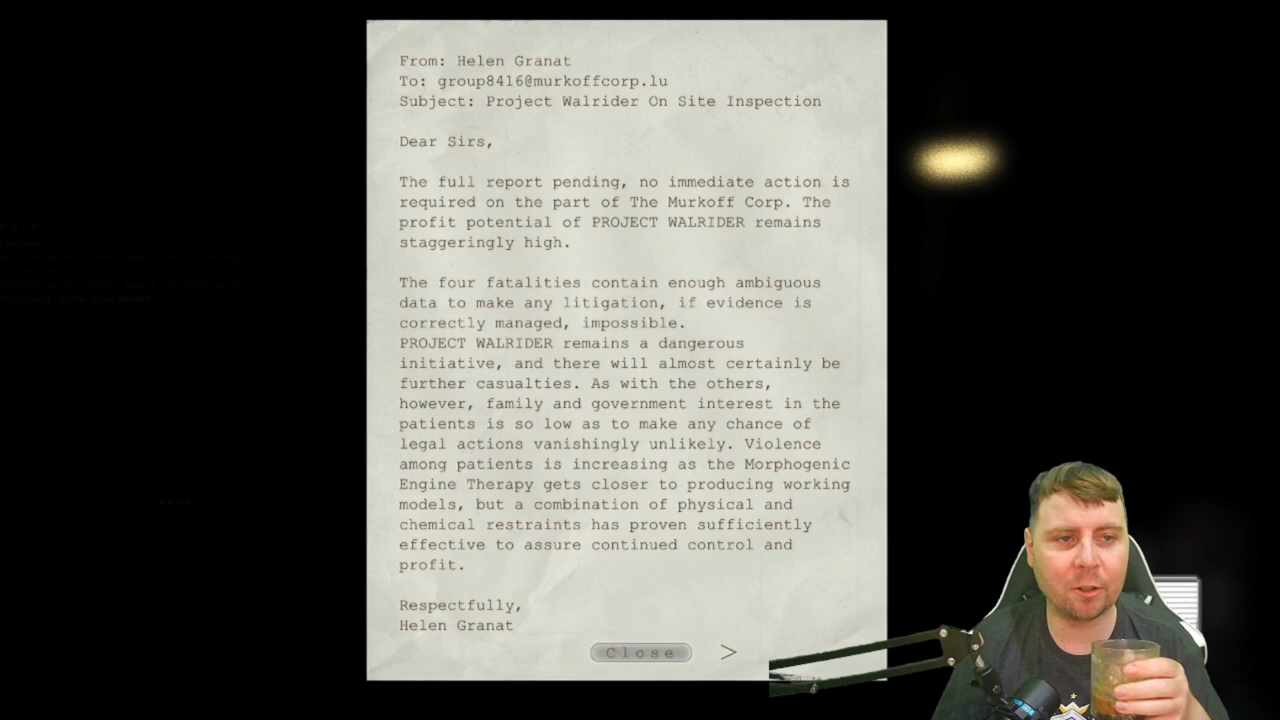 From: Helen Granat
To: group8416@murkoffcorp.lu
Subject: Project Walrider On Site Inspection
Dear Sirs,
The full report pending, no immediate action is
required on the part of The Murkoff Corp. The
profit potential of PROJECT WALRIDER remains
staggeringly high.
The four fatalities contain enough ambiguous
data to make any litigation, if evidence is
correctly managed, impossible.
PROJECT WALRIDER remains a dangerous
initiative, and there will almost certainly be
further casualties. As with the others,
however, family and government interest in the
patients is so low as to make any chance of
legal actions vanishingly unlikely. Violence
among patients is increasing as the Morphogenic
Engine Therapy gets closer to producing working
models, but a combination of physical and
chemical restraints has proven sufficiently
effective to assure continued control and
profit.
Respectfully,
Helen Granat
Close >